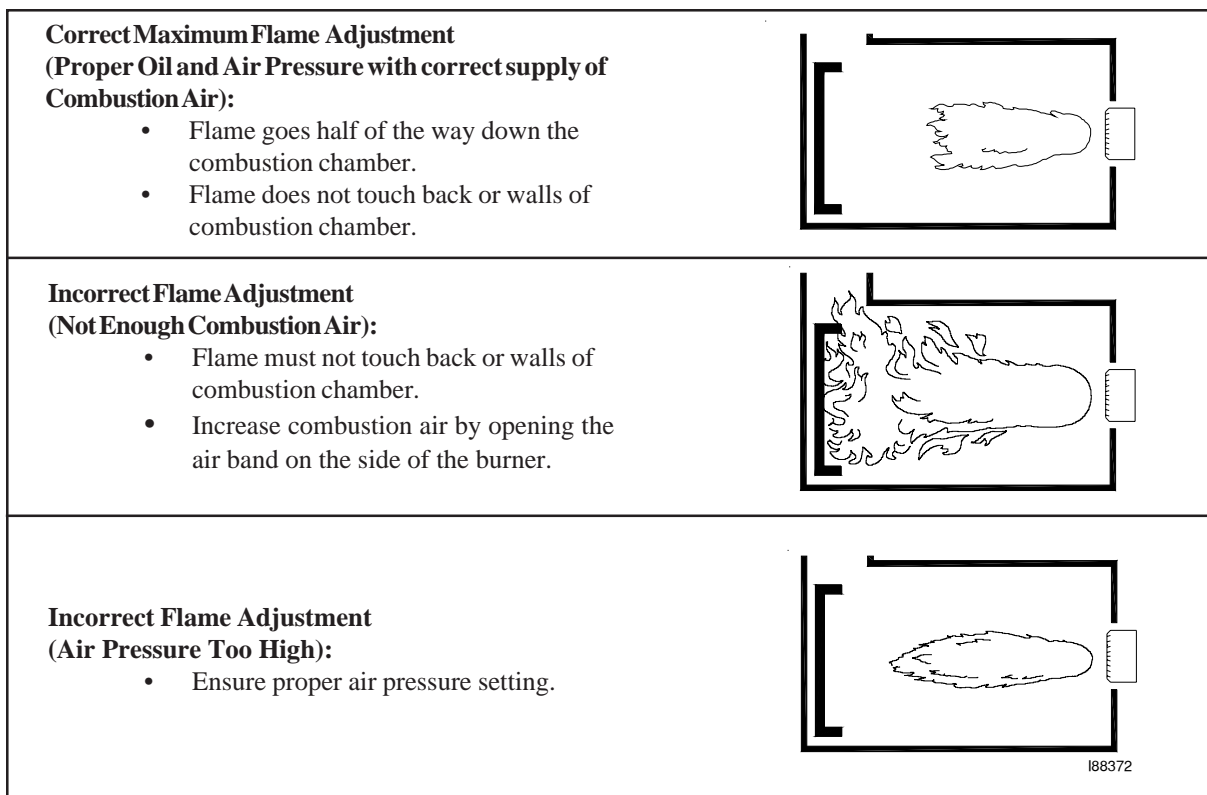 Correct Maximum Flame Adjustment
(Proper Oil and Air Pressure with correct supply of
Combustion Air):
• Flame goes half of the way down the
combustion chamber.
• Flame does not touch back or walls of
combustion chamber.
Incorrect Flame Adjustment
(Not Enough Combustion Air):
• Flame must not touch back or walls of
combustion chamber.
• Increase combustion air by opening the
air band on the side of the burner.
Incorrect Flame Adjustment
(Air Pressure Too High):
• Ensure proper air pressure setting.
I88372